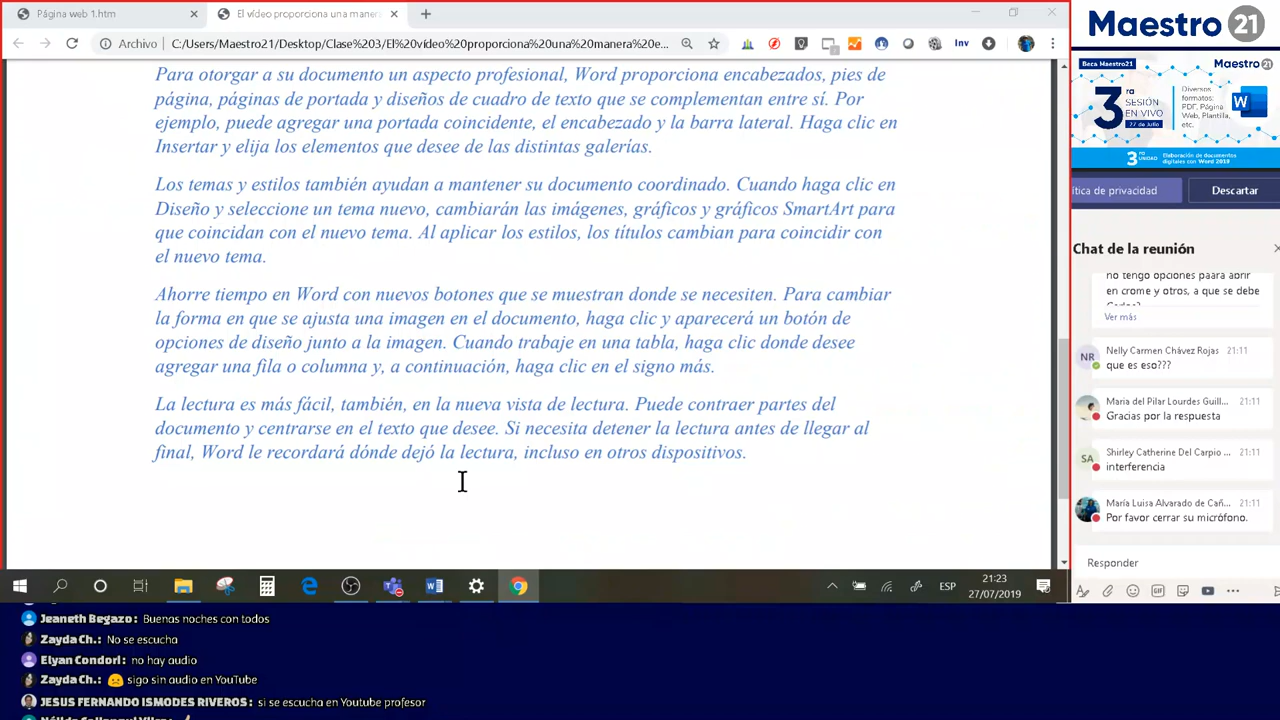 Página web 1.htm
El vídeo proporciona una maner
Archivo
C:/Users/Maestro21/Desktop/Clase%203/El%20vídeo%20proporciona%20una%20manera%20e...
Inv
Para otorgar a su documento un aspecto profesional, Word proporciona encabezados, pies de
página, páginas de portada y diseños de cuadro de texto que se complementan entre sí. Por
ejemplo, puede agregar una portada coincidente, el encabezado y la barra lateral. Haga clic en
Insertar y elija los elementos que desee de las distintas galerías.
Los temas y estilos también ayudan a mantener su documento coordinado. Cuando haga clic en
Diseño y seleccione un tema nuevo, cambiarán las imágenes, gráficos y gráficos SmartArt para
que coincidan con el nuevo tema. Al aplicar los estilos, los títulos cambian para coincidir con
el nuevo tema.
Ahorre tiempo en Word con nuevos botones que se muestran donde se necesiten. Para cambiar
la forma en que se ajusta una imagen en el documento, haga clic y aparecerá un botón de
opciones de diseño junto a la imagen. Cuando trabaje en una tabla, haga clic donde desee
agregar una fila o columna y, a continuación, haga clic en el signo más.
La lectura es más fácil, también, en la nueva vista de lectura. Puede contraer partes del
documento y centrarse en el texto que desee. Si necesita detener la lectura antes de llegar al
final, Word le recordará dónde dejó la lectura, incluso en otros dispositivos.
ESP
21:23
27/07/2019
Maestro 21
Beca Maestro21
Maestro 21
3ra SESIÓN EN VIVO
27 de Julio
Diversos
formatos:
PDF, Página
Web, Plantilla,
etc.
3ra UNIDAD
Elaboración de documentos
digitales con Word 2019
ítica de privacidad
Descartar
Chat de la reunión
no tengo opciones paara abrir
en crome y otros, a que se debe
Ver más
NR
Nelly Carmen Chávez Rojas 21:11
que es eso???
Maria del Pilar Lourdes Guill... 21:11
Gracias por la respuesta
SA
Shirley Catherine Del Carpio ... 21:11
interferencia
María Luisa Alvarado de Cañ... 21:11
Por favor cerrar su micrófono.
Responder
GIF
Jeaneth Begazo: Buenas noches con todos
Zayda Ch.: No se escucha
Elyan Condori: no hay audio
Zayda Ch.: sigo sin audio en YouTube
JESUS FERNANDO ISMODES RIVEROS: si se escucha en Youtube profesor